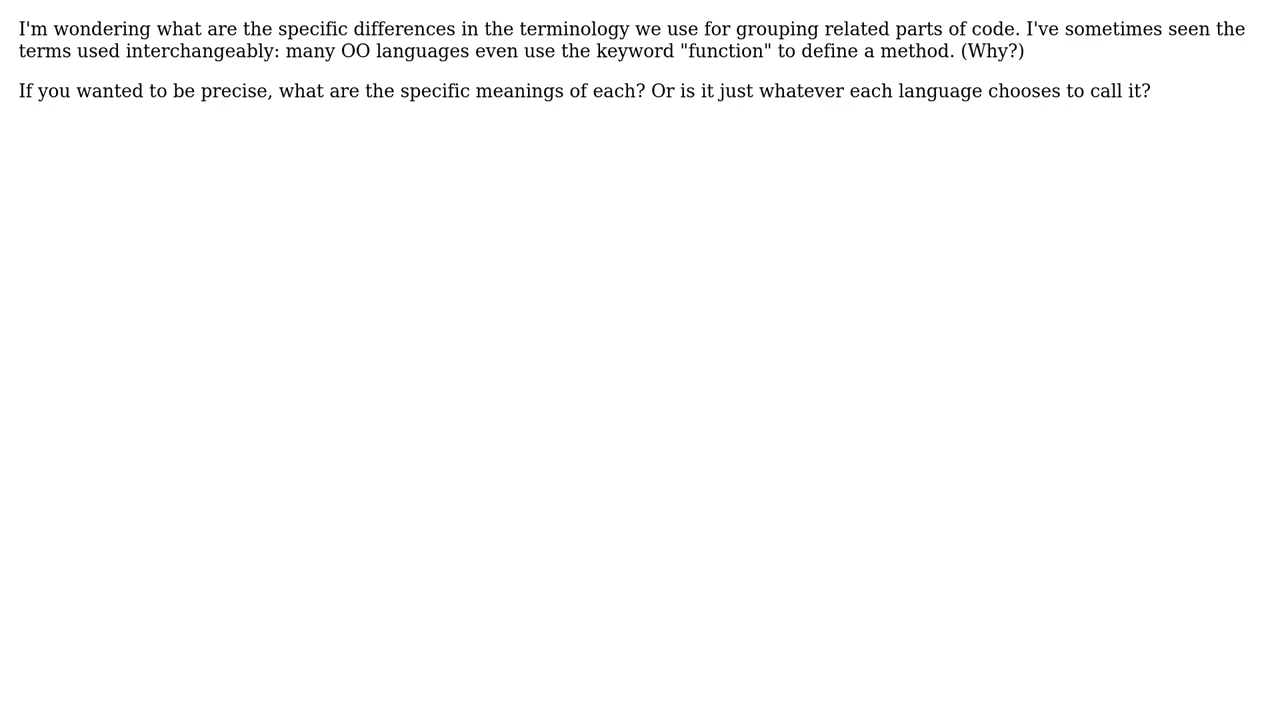 I'm wondering what are the specific differences in the terminology we use for grouping related parts of code. I've sometimes seen the
terms used interchangeably: many OO languages even use the keyword "function" to define a method. (Why?)
If you wanted to be precise, what are the specific meanings of each? Or is it just whatever each language chooses to call it?